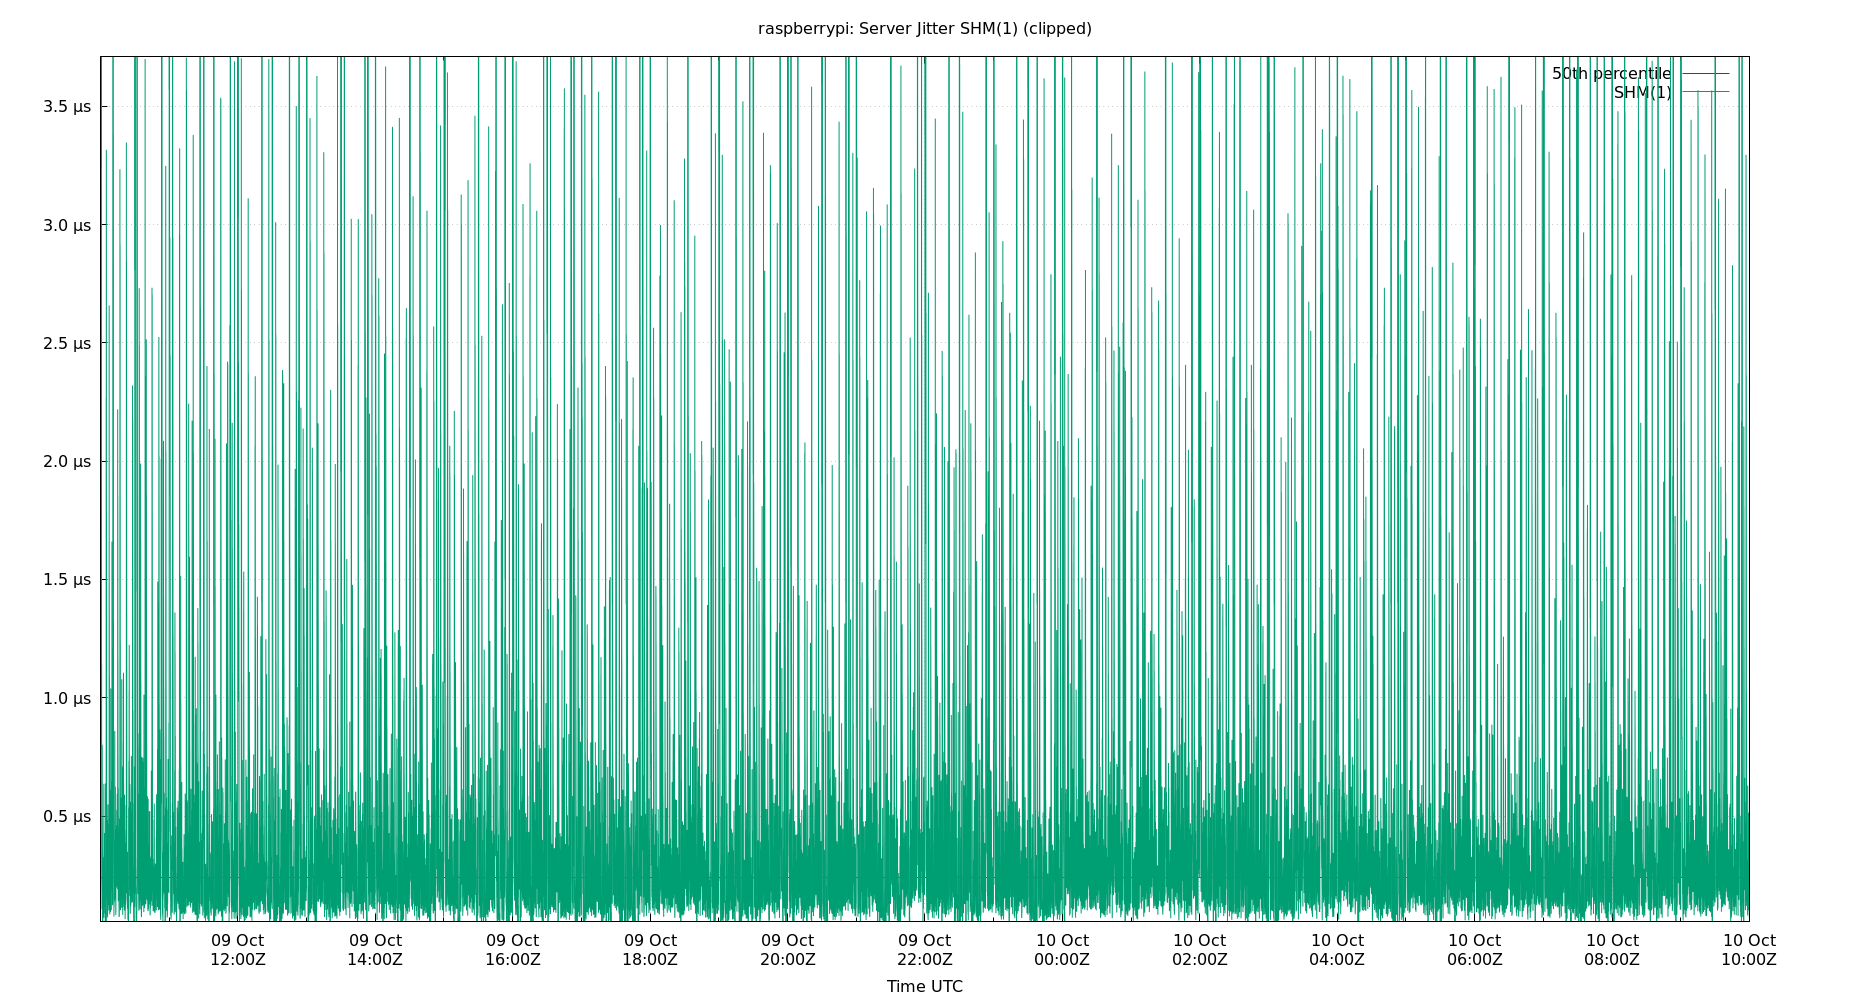 raspberrypi: Server Jitter SHM(1) (clipped)
50th percentile
SHM(1)
3.5 µs
3.0 µs
2.5 µs
2.0 µs
1.5 µs
1.0 µs
0.5 µs
09 Oct 09 Oct 09 Oct 09 Oct 09 Oct 09 Oct 10 Oct 10 Oct 10 Oct 10 Oct 10 Oct 10 Oct
12:00Z 14:00Z 16:00Z 18:00Z 20:00Z 22:00Z 00:00Z 02:00Z 04:00Z 06:00Z 08:00Z 10:00Z
Time UTC